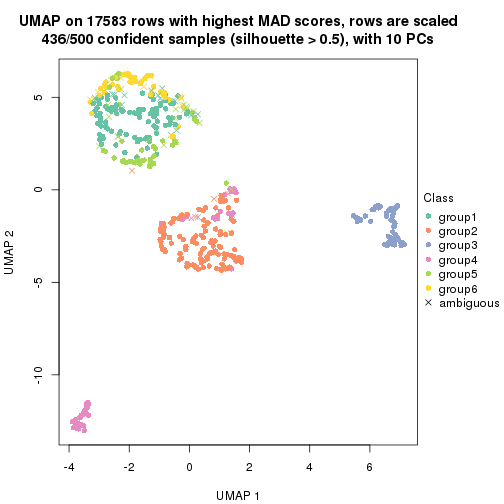 UMAP on 17583 rows with highest MAD scores, rows are scaled
436/500 confident samples (silhouette > 0.5), with 10 PCs
5
0
-5
-10
UMAP 2
-4
-2
0
2
4
6
UMAP 1
Class
group1
group2
group3
group4
group5
group6
ambiguous